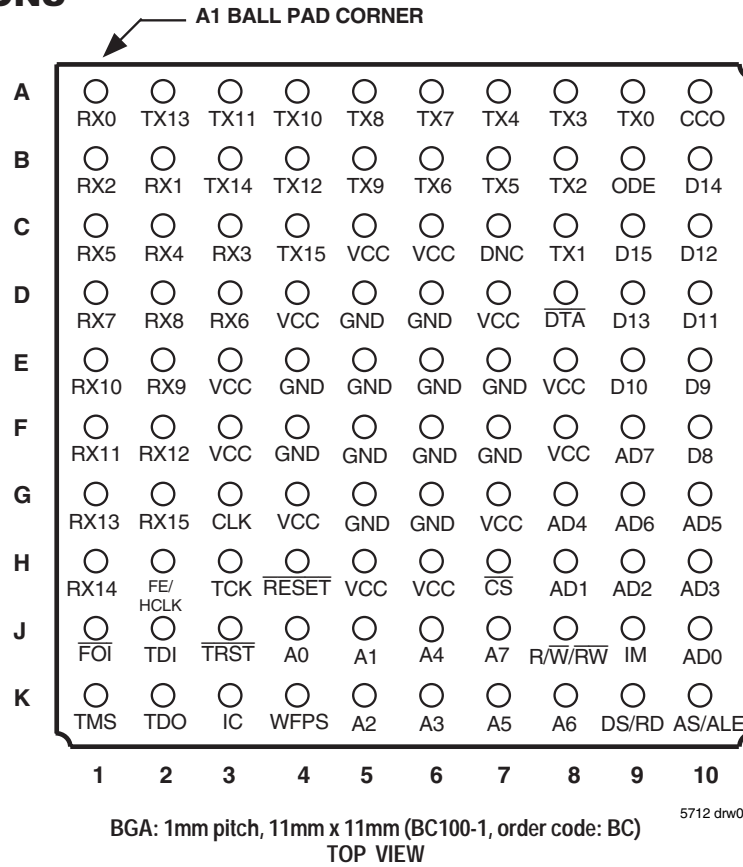 A1 BALL PAD CORNER
A
RX0 TX13 TX11 TX10 TX8 TX7 TX4 TX3 TX0 CCO
B
RX2 RX1 TX14 TX12 TX9 TX6 TX5 TX2 ODE D14
C
RX5 RX4 RX3 TX15 VCC VCC DNC TX1 D15 D12
D
RX7 RX8 RX6 VCC GND GND VCC DTA D13 D11
E
RX10 RX9 VCC GND GND GND GND VCC D10 D9
F
RX11 RX12 VCC GND GND GND GND VCC AD7 D8
G
RX13 RX15 CLK VCC GND GND VCC AD4 AD6 AD5
H
RX14 FE/HCLK TCK RESET VCC VCC CS AD1 AD2 AD3
J
FOI TDI TRST A0 A1 A4 A7 R/W/RW IM AD0
K
TMS TDO IC WFPS A2 A3 A5 A6 DS/RD AS/ALE
1 2 3 4 5 6 7 8 9 10
5712 drw0
BGA: 1mm pitch, 11mm x 11mm (BC100-1, order code: BC)
TOP VIEW